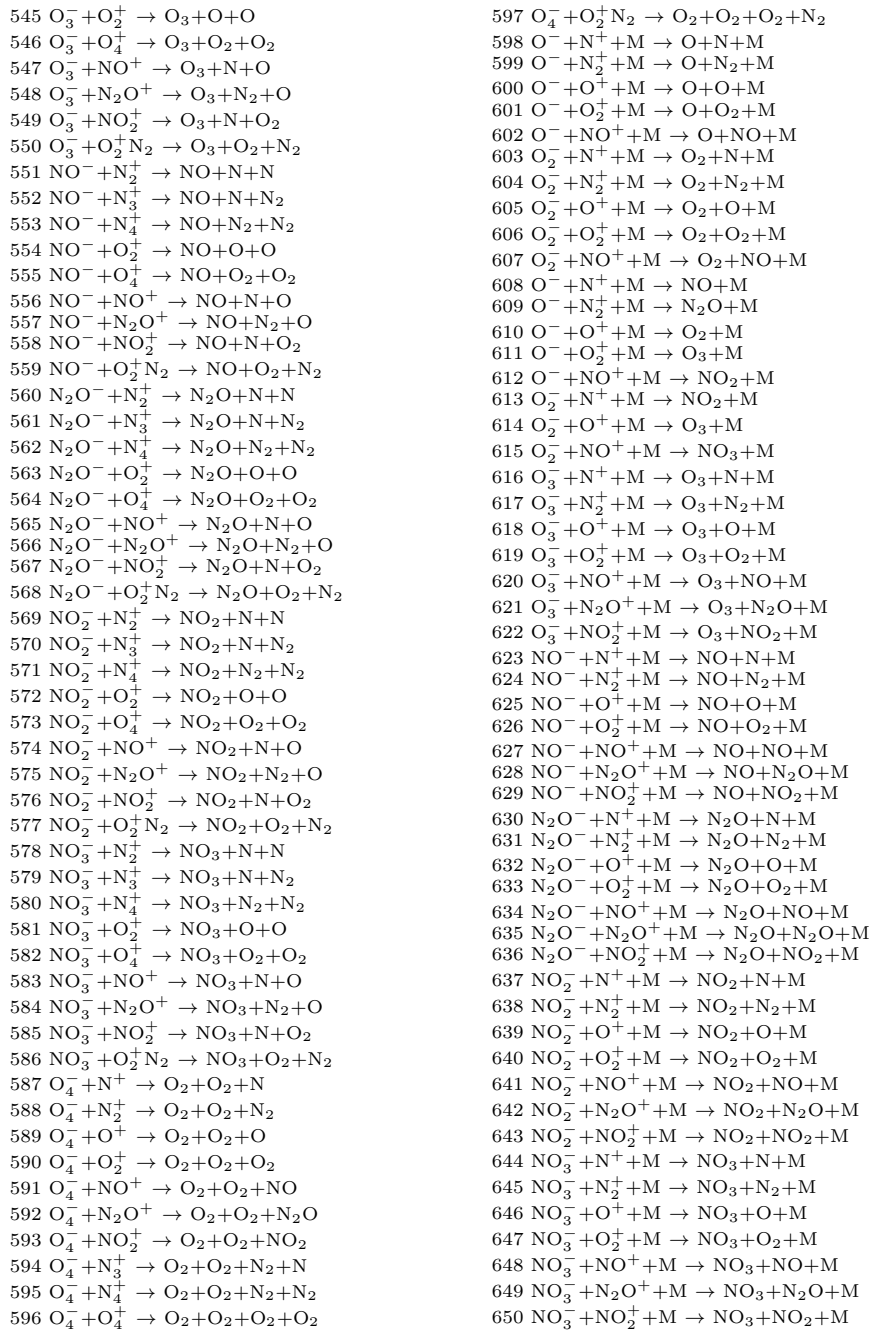 545 O₃⁻+O₂⁺ → O₃+O+O
546 O₃⁻+O₄⁺ → O₃+O₂+O₂
547 O₃⁻+NO⁺ → O₃+N+O
548 O₃⁻+N₂O⁺ → O₃+N₂+O
549 O₃⁻+NO₂⁺ → O₃+N+O₂
550 O₃⁻+O₂⁺N₂ → O₃+O₂+N₂
551 NO⁻+N₂⁺ → NO+N+N
552 NO⁻+N₃⁺ → NO+N+N₂
553 NO⁻+N₄⁺ → NO+N₂+N₂
554 NO⁻+O₂⁺ → NO+O+O
555 NO⁻+O₄⁺ → NO+O₂+O₂
556 NO⁻+NO⁺ → NO+N+O
557 NO⁻+N₂O⁺ → NO+N₂+O
558 NO⁻+NO₂⁺ → NO+N+O₂
559 NO⁻+O₂⁺N₂ → NO+O₂+N₂
560 N₂O⁻+N₂⁺ → N₂O+N+N
561 N₂O⁻+N₃⁺ → N₂O+N+N₂
562 N₂O⁻+N₄⁺ → N₂O+N₂+N₂
563 N₂O⁻+O₂⁺ → N₂O+O+O
564 N₂O⁻+O₄⁺ → N₂O+O₂+O₂
565 N₂O⁻+NO⁺ → N₂O+N+O
566 N₂O⁻+N₂O⁺ → N₂O+N₂+O
567 N₂O⁻+NO₂⁺ → N₂O+N+O₂
568 N₂O⁻+O₂⁺N₂ → N₂O+O₂+N₂
569 NO₂⁻+N₂⁺ → NO₂+N+N
570 NO₂⁻+N₃⁺ → NO₂+N+N₂
571 NO₂⁻+N₄⁺ → NO₂+N₂+N₂
572 NO₂⁻+O₂⁺ → NO₂+O+O
573 NO₂⁻+O₄⁺ → NO₂+O₂+O₂
574 NO₂⁻+NO⁺ → NO₂+N+O
575 NO₂⁻+N₂O⁺ → NO₂+N₂+O
576 NO₂⁻+NO₂⁺ → NO₂+N+O₂
577 NO₂⁻+O₂⁺N₂ → NO₂+O₂+N₂
578 NO₃⁻+N₂⁺ → NO₃+N+N
579 NO₃⁻+N₃⁺ → NO₃+N+N₂
580 NO₃⁻+N₄⁺ → NO₃+N₂+N₂
581 NO₃⁻+O₂⁺ → NO₃+O+O
582 NO₃⁻+O₄⁺ → NO₃+O₂+O₂
583 NO₃⁻+NO⁺ → NO₃+N+O
584 NO₃⁻+N₂O⁺ → NO₃+N₂+O
585 NO₃⁻+NO₂⁺ → NO₃+N+O₂
586 NO₃⁻+O₂⁺N₂ → NO₃+O₂+N₂
587 O₄⁻+N⁺ → O₂+O₂+N
588 O₄⁻+N₂⁺ → O₂+O₂+N₂
589 O₄⁻+O⁺ → O₂+O₂+O
590 O₄⁻+O₂⁺ → O₂+O₂+O₂
591 O₄⁻+NO⁺ → O₂+O₂+NO
592 O₄⁻+N₂O⁺ → O₂+O₂+N₂O
593 O₄⁻+NO₂⁺ → O₂+O₂+NO₂
594 O₄⁻+N₃⁺ → O₂+O₂+N₂+N
595 O₄⁻+N₄⁺ → O₂+O₂+N₂+N₂
596 O₄⁻+O₄⁺ → O₂+O₂+O₂+O₂
597 O₄⁻+O₂⁺N₂ → O₂+O₂+O₂+N₂
598 O⁻+N⁺+M → O+N+M
599 O⁻+N₂⁺+M → O+N₂+M
600 O⁻+O⁺+M → O+O+M
601 O⁻+O₂⁺+M → O+O₂+M
602 O⁻+NO⁺+M → O+NO+M
603 O₂⁻+N⁺+M → O₂+N+M
604 O₂⁻+N₂⁺+M → O₂+N₂+M
605 O₂⁻+O⁺+M → O₂+O+M
606 O₂⁻+O₂⁺+M → O₂+O₂+M
607 O₂⁻+NO⁺+M → O₂+NO+M
608 O⁻+N⁺+M → NO+M
609 O⁻+N₂⁺+M → N₂O+M
610 O⁻+O⁺+M → O₂+M
611 O⁻+O₂⁺+M → O₃+M
612 O⁻+NO⁺+M → NO₂+M
613 O₂⁻+N⁺+M → NO₂+M
614 O₂⁻+O⁺+M → O₃+M
615 O₂⁻+NO⁺+M → NO₃+M
616 O₃⁻+N⁺+M → O₃+N+M
617 O₃⁻+N₂⁺+M → O₃+N₂+M
618 O₃⁻+O⁺+M → O₃+O+M
619 O₃⁻+O₂⁺+M → O₃+O₂+M
620 O₃⁻+NO⁺+M → O₃+NO+M
621 O₃⁻+N₂O⁺+M → O₃+N₂O+M
622 O₃⁻+NO₂⁺+M → O₃+NO₂+M
623 NO⁻+N⁺+M → NO+N+M
624 NO⁻+N₂⁺+M → NO+N₂+M
625 NO⁻+O⁺+M → NO+O+M
626 NO⁻+O₂⁺+M → NO+O₂+M
627 NO⁻+NO⁺+M → NO+NO+M
628 NO⁻+N₂O⁺+M → NO+N₂O+M
629 NO⁻+NO₂⁺+M → NO+NO₂+M
630 N₂O⁻+N⁺+M → N₂O+N+M
631 N₂O⁻+N₂⁺+M → N₂O+N₂+M
632 N₂O⁻+O⁺+M → N₂O+O+M
633 N₂O⁻+O₂⁺+M → N₂O+O₂+M
634 N₂O⁻+NO⁺+M → N₂O+NO+M
635 N₂O⁻+N₂O⁺+M → N₂O+N₂O+M
636 N₂O⁻+NO₂⁺+M → N₂O+NO₂+M
637 NO₂⁻+N⁺+M → NO₂+N+M
638 NO₂⁻+N₂⁺+M → NO₂+N₂+M
639 NO₂⁻+O⁺+M → NO₂+O+M
640 NO₂⁻+O₂⁺+M → NO₂+O₂+M
641 NO₂⁻+NO⁺+M → NO₂+NO+M
642 NO₂⁻+N₂O⁺+M → NO₂+N₂O+M
643 NO₂⁻+NO₂⁺+M → NO₂+NO₂+M
644 NO₃⁻+N⁺+M → NO₃+N+M
645 NO₃⁻+N₂⁺+M → NO₃+N₂+M
646 NO₃⁻+O⁺+M → NO₃+O+M
647 NO₃⁻+O₂⁺+M → NO₃+O₂+M
648 NO₃⁻+NO⁺+M → NO₃+NO+M
649 NO₃⁻+N₂O⁺+M → NO₃+N₂O+M
650 NO₃⁻+NO₂⁺+M → NO₃+NO₂+M